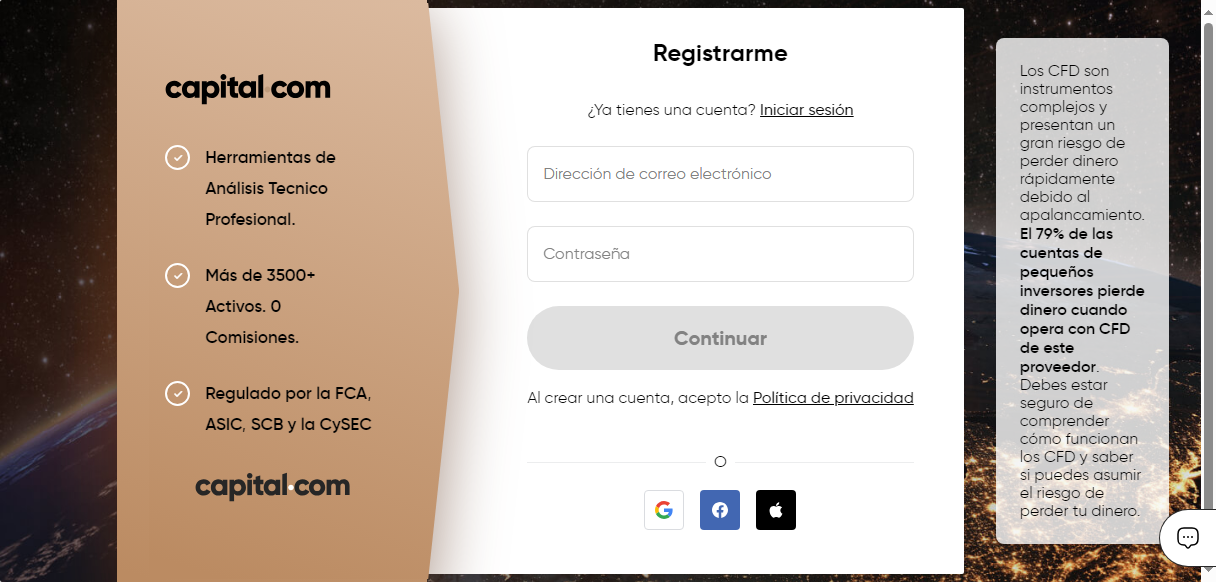 capital.com
Herramientas de
Análisis Tecnico
Profesional.
Más de 3500+
Activos. 0
Comisiones.
Regulado por la FCA,
ASIC, SCB y la CySEC
capital.com
Registrarme
¿Ya tienes una cuenta? Iniciar sesión
Dirección de correo electrónico
Contraseña
Continuar
Al crear una cuenta, acepto la Política de privacidad
O
Los CFD son
instrumentos
complejos y
presentan un
gran riesgo de
perder dinero
rápidamente
debido al
apalancamiento.
El 79% de las
cuentas de
pequeños
inversores pierde
dinero cuando
opera con CFD
de este
proveedor.
Debes estar
seguro de
comprender
cómo funcionan
los CFD y saber
si puedes asumir
el riesgo de
perder tu dinero.